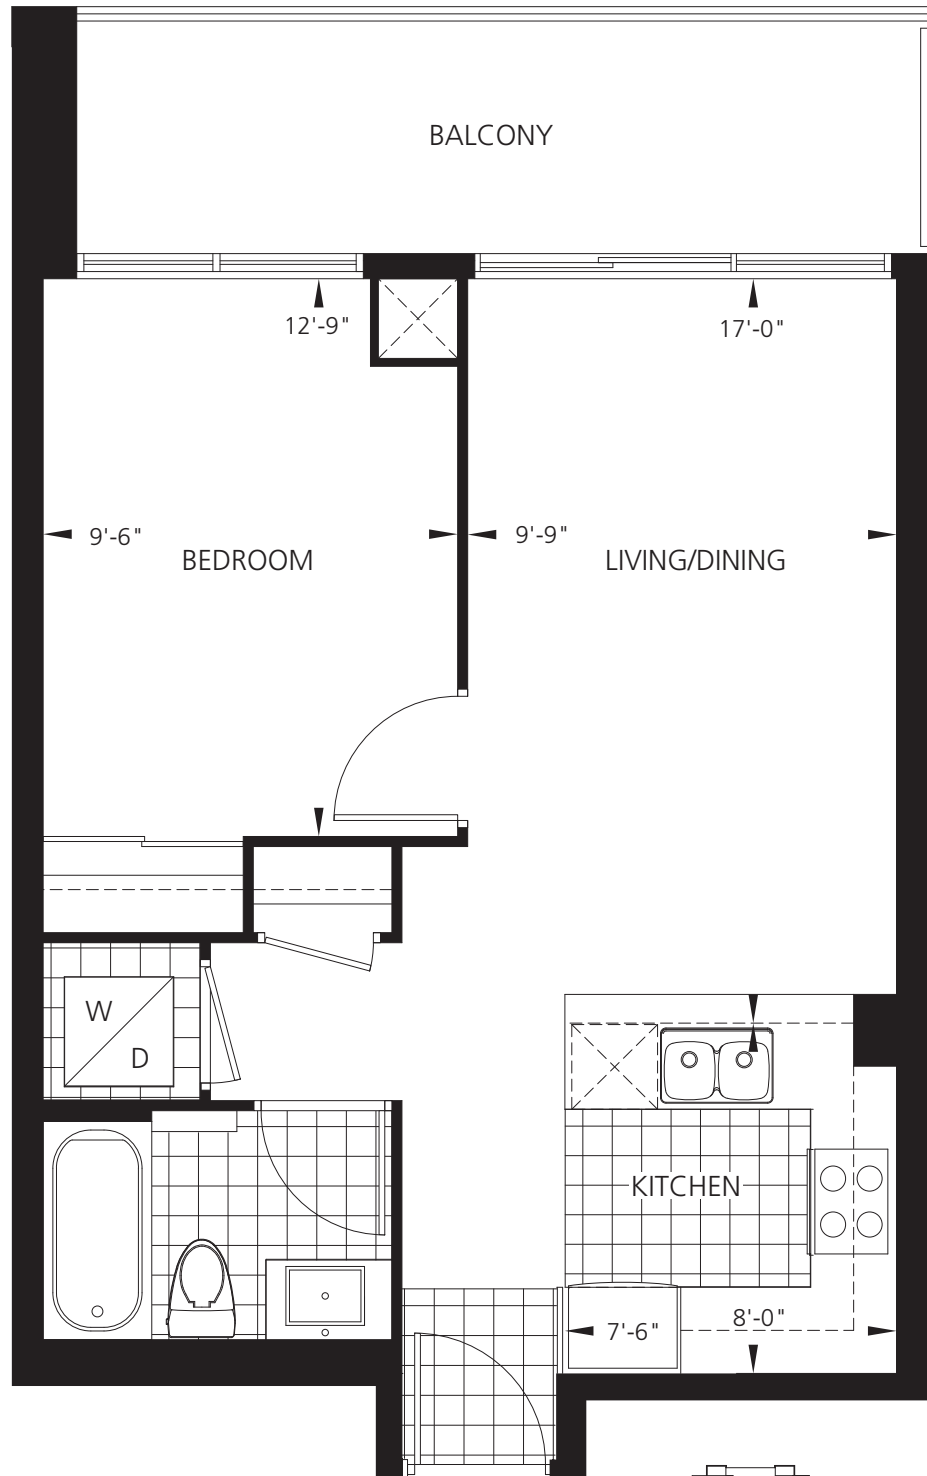 BALCONY
12'-9"
17'-0"
9'-6"
9'-9"
BEDROOM
LIVING/DINING
W
D
KITCHEN
7'-6"
8'-0"